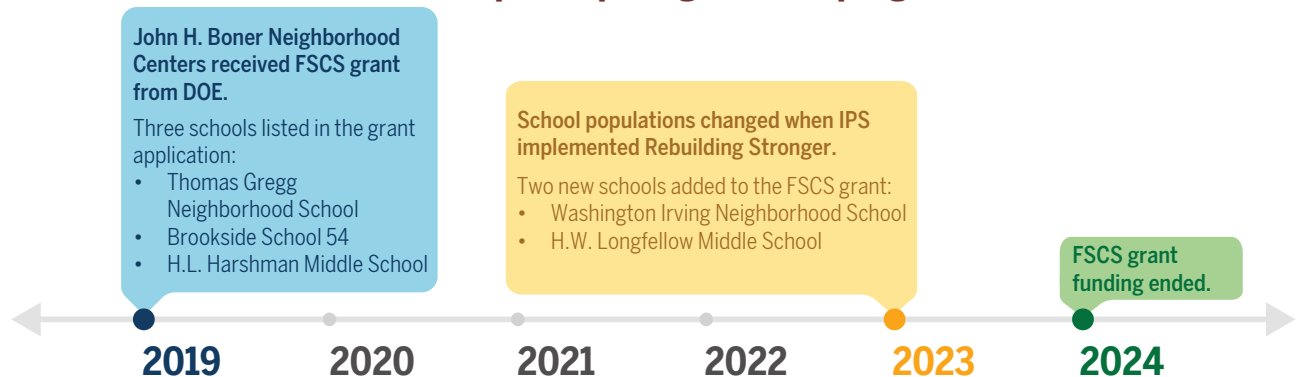 John H. Boner Neighborhood
Centers received FSCS grant
from DOE.
Three schools listed in the grant
application:
• Thomas Gregg
Neighborhood School
• Brookside School 54
• H.L. Harshman Middle School
School populations changed when IPS
implemented Rebuilding Stronger.
Two new schools added to the FSCS grant:
• Washington Irving Neighborhood School
• H.W. Longfellow Middle School
FSCS grant
funding ended.
2019 2020 2021 2022 2023 2024